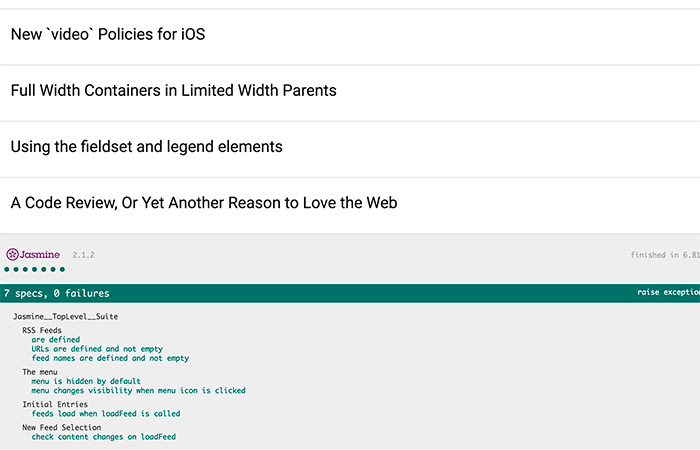 New `video` Policies for iOS
Full Width Containers in Limited Width Parents
Using the fieldset and legend elements
A Code Review, Or Yet Another Reason to Love the Web
Jasmine 2.1.2 finished in 6.81
7 specs, 0 failures raise exception
Jasmine__TopLevel__Suite
RSS Feeds
are defined
URLs are defined and not empty
feed names are defined and not empty
The menu
menu is hidden by default
menu changes visibility when menu icon is clicked
Initial Entries
feeds load when loadFeed is called
New Feed Selection
check content changes on loadFeed